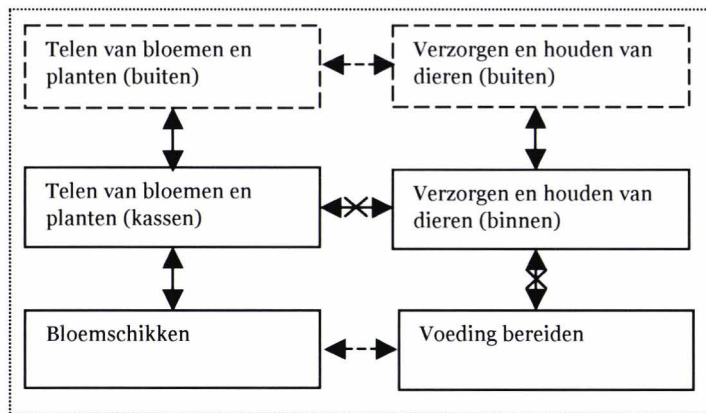 Telen van bloemen en
planten (buiten)
Verzorgen en houden van
dieren (buiten)
Telen van bloemen en
planten (kassen)
Verzorgen en houden van
dieren (binnen)
Bloemschikken
Voeding bereiden